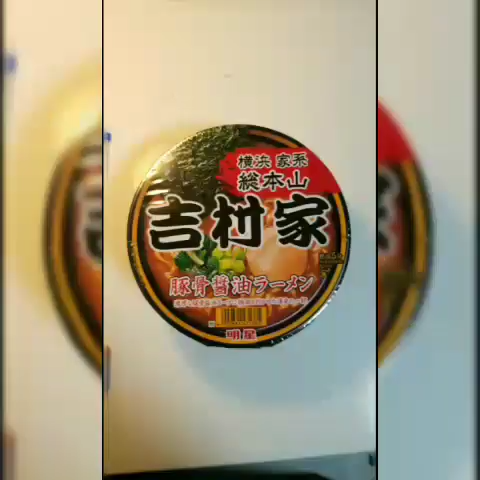 横浜 家系
総本山
吉村家
豚骨醤油ラーメン
明星